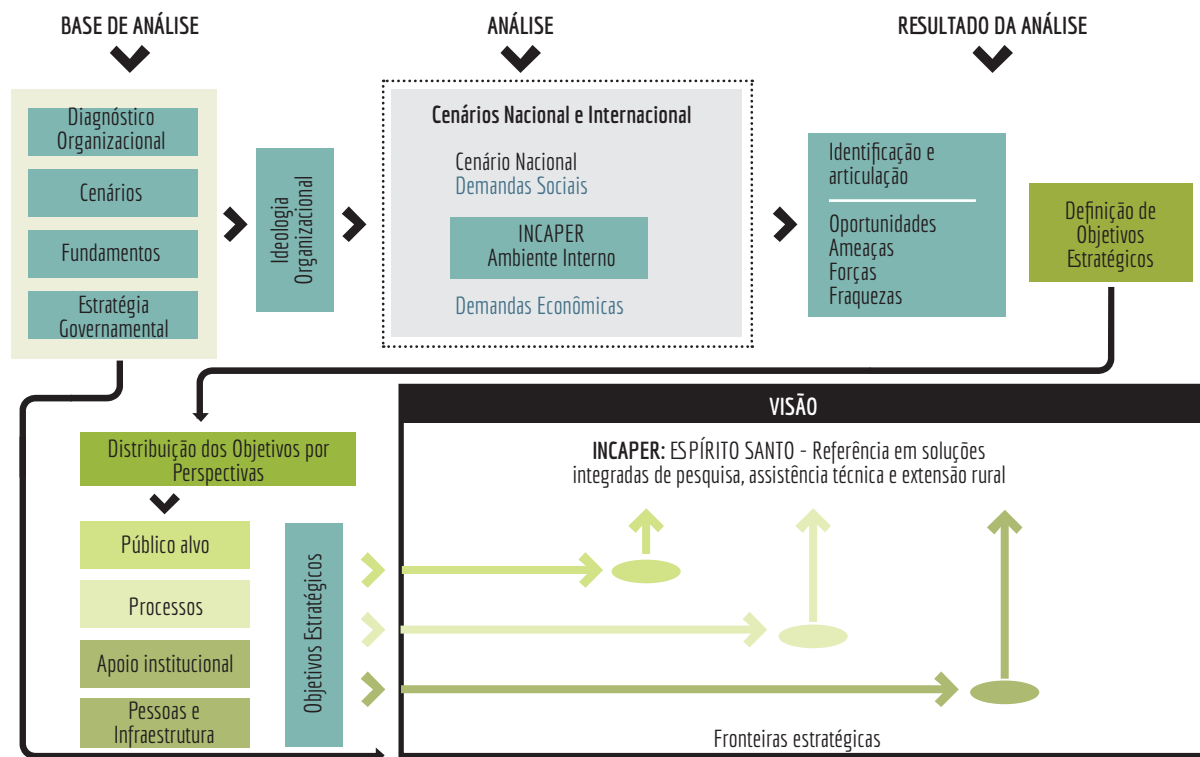 BASE DE ANÁLISE
ANÁLISE
RESULTADO DA ANÁLISE
Diagnóstico
Organizacional
Cenários
Fundamentos
Estratégia
Governamental
Ideologia
Organizacional
Cenários Nacional e Internacional
Cenário Nacional
Demandas Sociais
INCAPER
Ambiente Interno
Demandas Econômicas
Identificação e
articulação
Oportunidades
Ameaças
Forças
Fraquezas
Definição de
Objetivos
Estratégicos
Distribuição dos Objetivos por
Perspectivas
Público alvo
Processos
Apoio institucional
Pessoas e
Infraestrutura
Objetivos Estratégicos
VISÃO
INCAPER: ESPÍRITO SANTO - Referência em soluções
integradas de pesquisa, assistência técnica e extensão rural
Fronteiras estratégicas